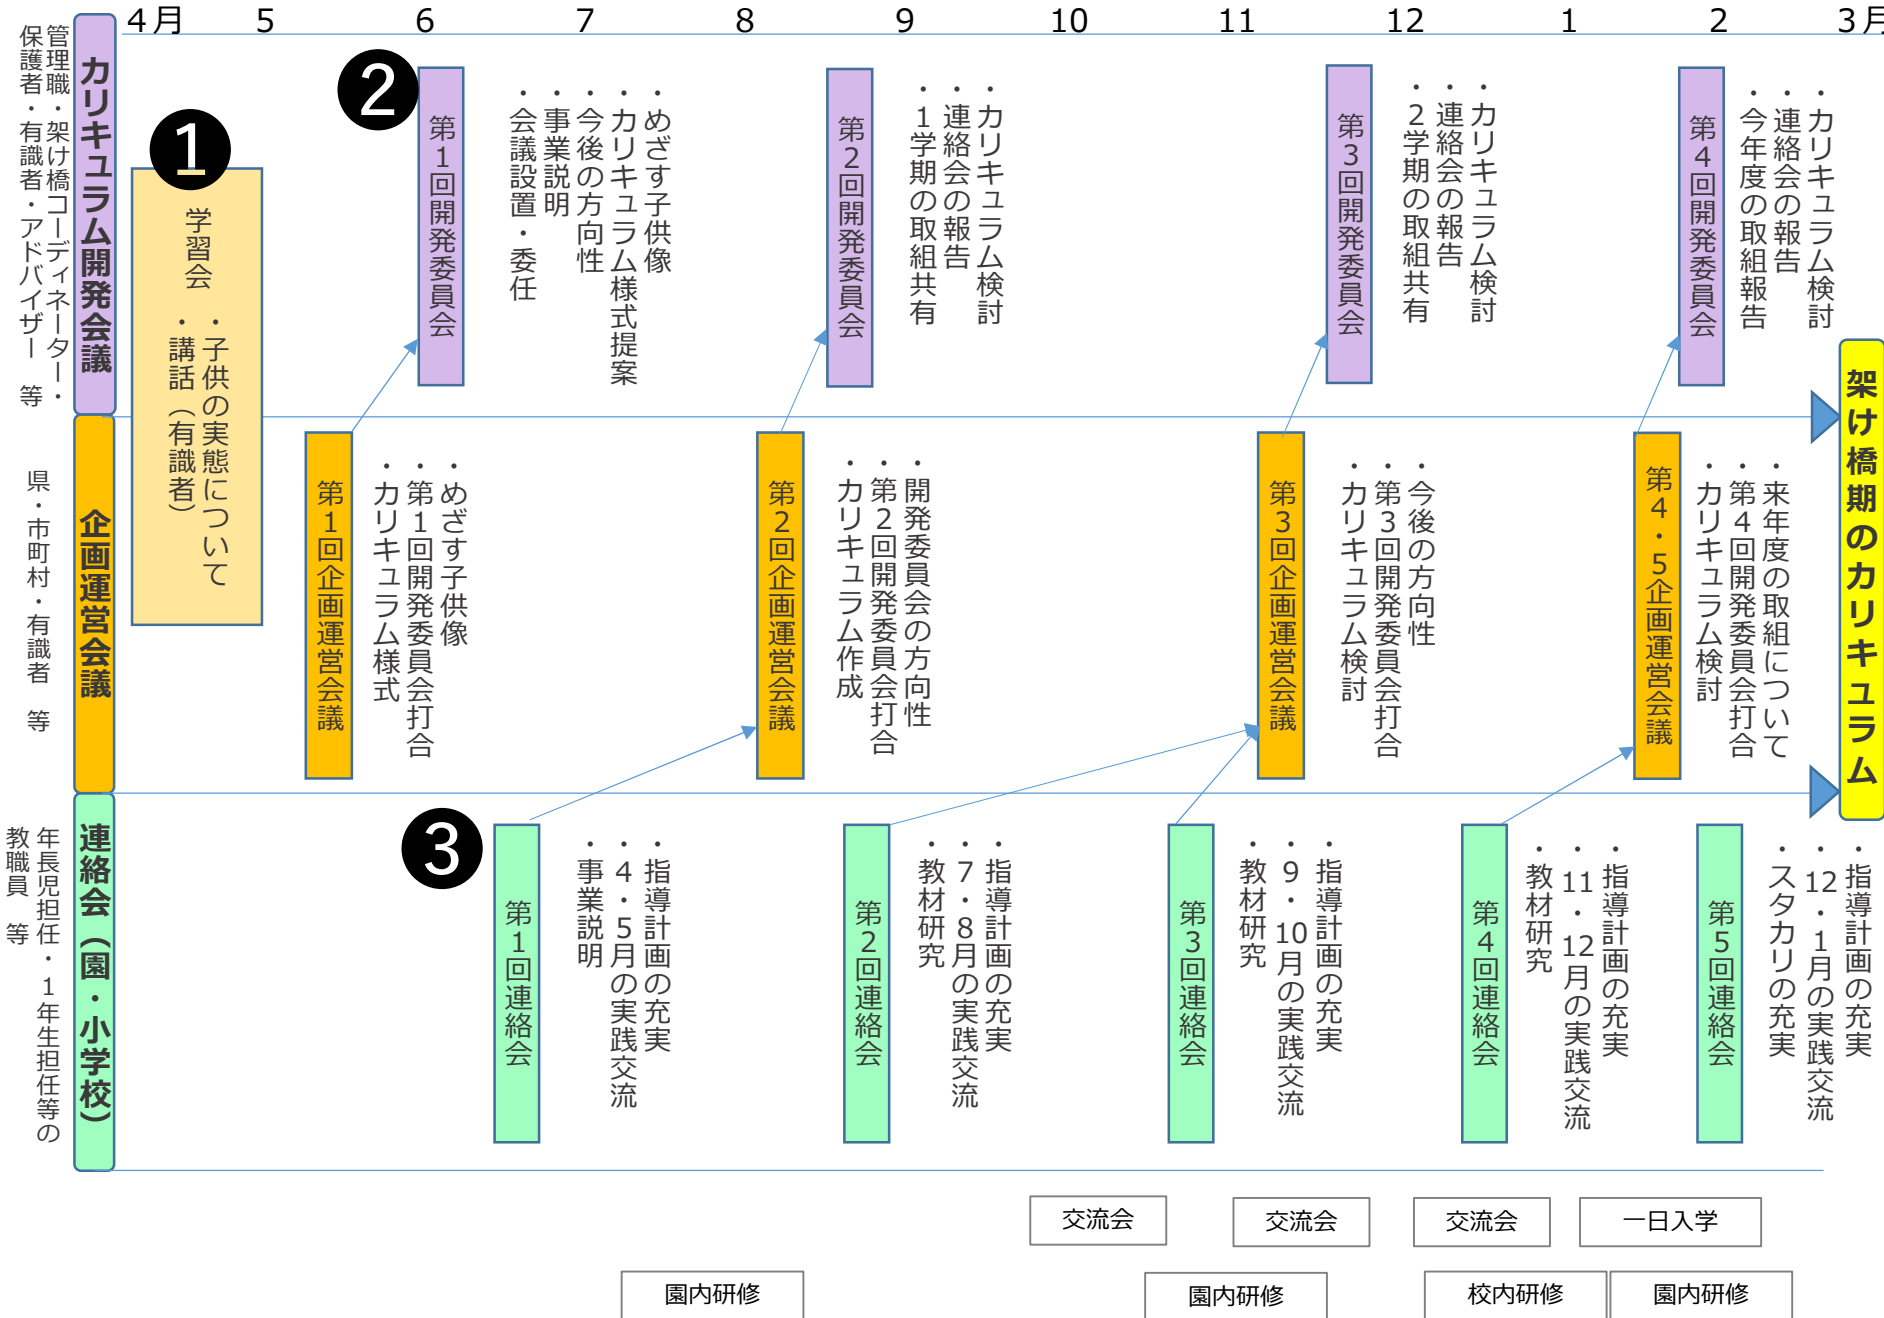 4月 5 6 7 8 9 10 11 12 1 2 3月
カリキュラム開発会議
管理職・架け橋コーディネーター・
保護者・有識者・アドバイザー 等
❶
学習会
・子供の実態について
・講話（有識者）
❷
第1回開発委員会
・めざす子供像
・カリキュラム様式提案
・今後の方向性
・事業説明
・会議設置・委任
第2回開発委員会
・カリキュラム検討
・連絡会の報告
・1学期の取組共有
第3回開発委員会
・カリキュラム検討
・連絡会の報告
・2学期の取組共有
第4回開発委員会
・カリキュラム検討
・連絡会の報告
・今年度の取組報告
企画運営会議
県・市町村・有識者 等
第1回企画運営会議
・めざす子供像
・第1回開発委員会打合
・カリキュラム様式
第2回企画運営会議
・開発委員会の方向性
・第2回開発委員会打合
・カリキュラム作成
第3回企画運営会議
・今後の方向性
・第3回開発委員会打合
・カリキュラム検討
第4・5企画運営会議
・来年度の取組について
・第4回開発委員会打合
・カリキュラム検討
架け橋期のカリキュラム
連絡会（園・小学校）
年長児担任・1年生担任等の
教職員 等
❸
第1回連絡会
・指導計画の充実
・4・5月の実践交流
・事業説明
第2回連絡会
・指導計画の充実
・7・8月の実践交流
・教材研究
第3回連絡会
・指導計画の充実
・9・10月の実践交流
・教材研究
第4回連絡会
・指導計画の充実
・11・12月の実践交流
・教材研究
第5回連絡会
・指導計画の充実
・12・1月の実践交流
・スタカリの充実
交流会 交流会 交流会 一日入学
園内研修 園内研修 校内研修 園内研修